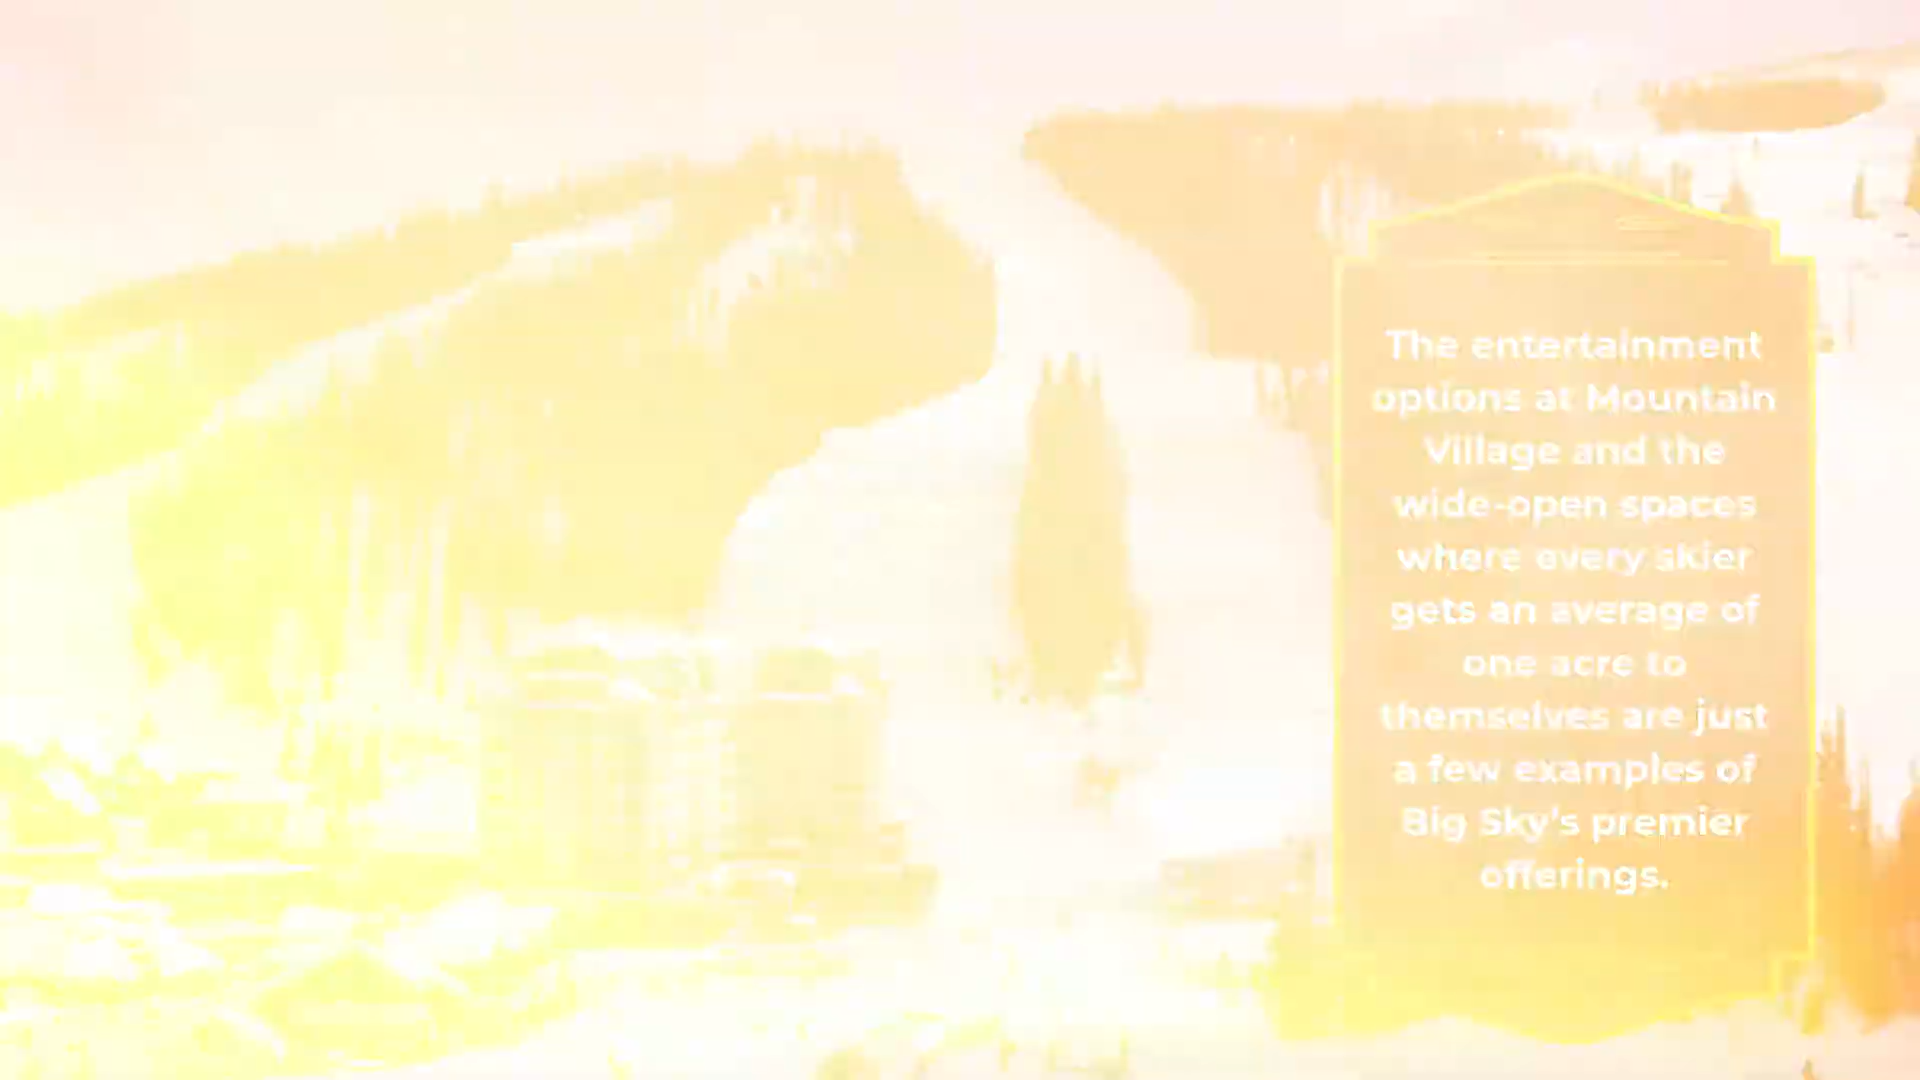 The entertainment
options at Mountain
Village and the
wide-open spaces
where every skier
gets an average of
one acre to
themselves are just
a few examples of
Big Sky's premier
offerings.